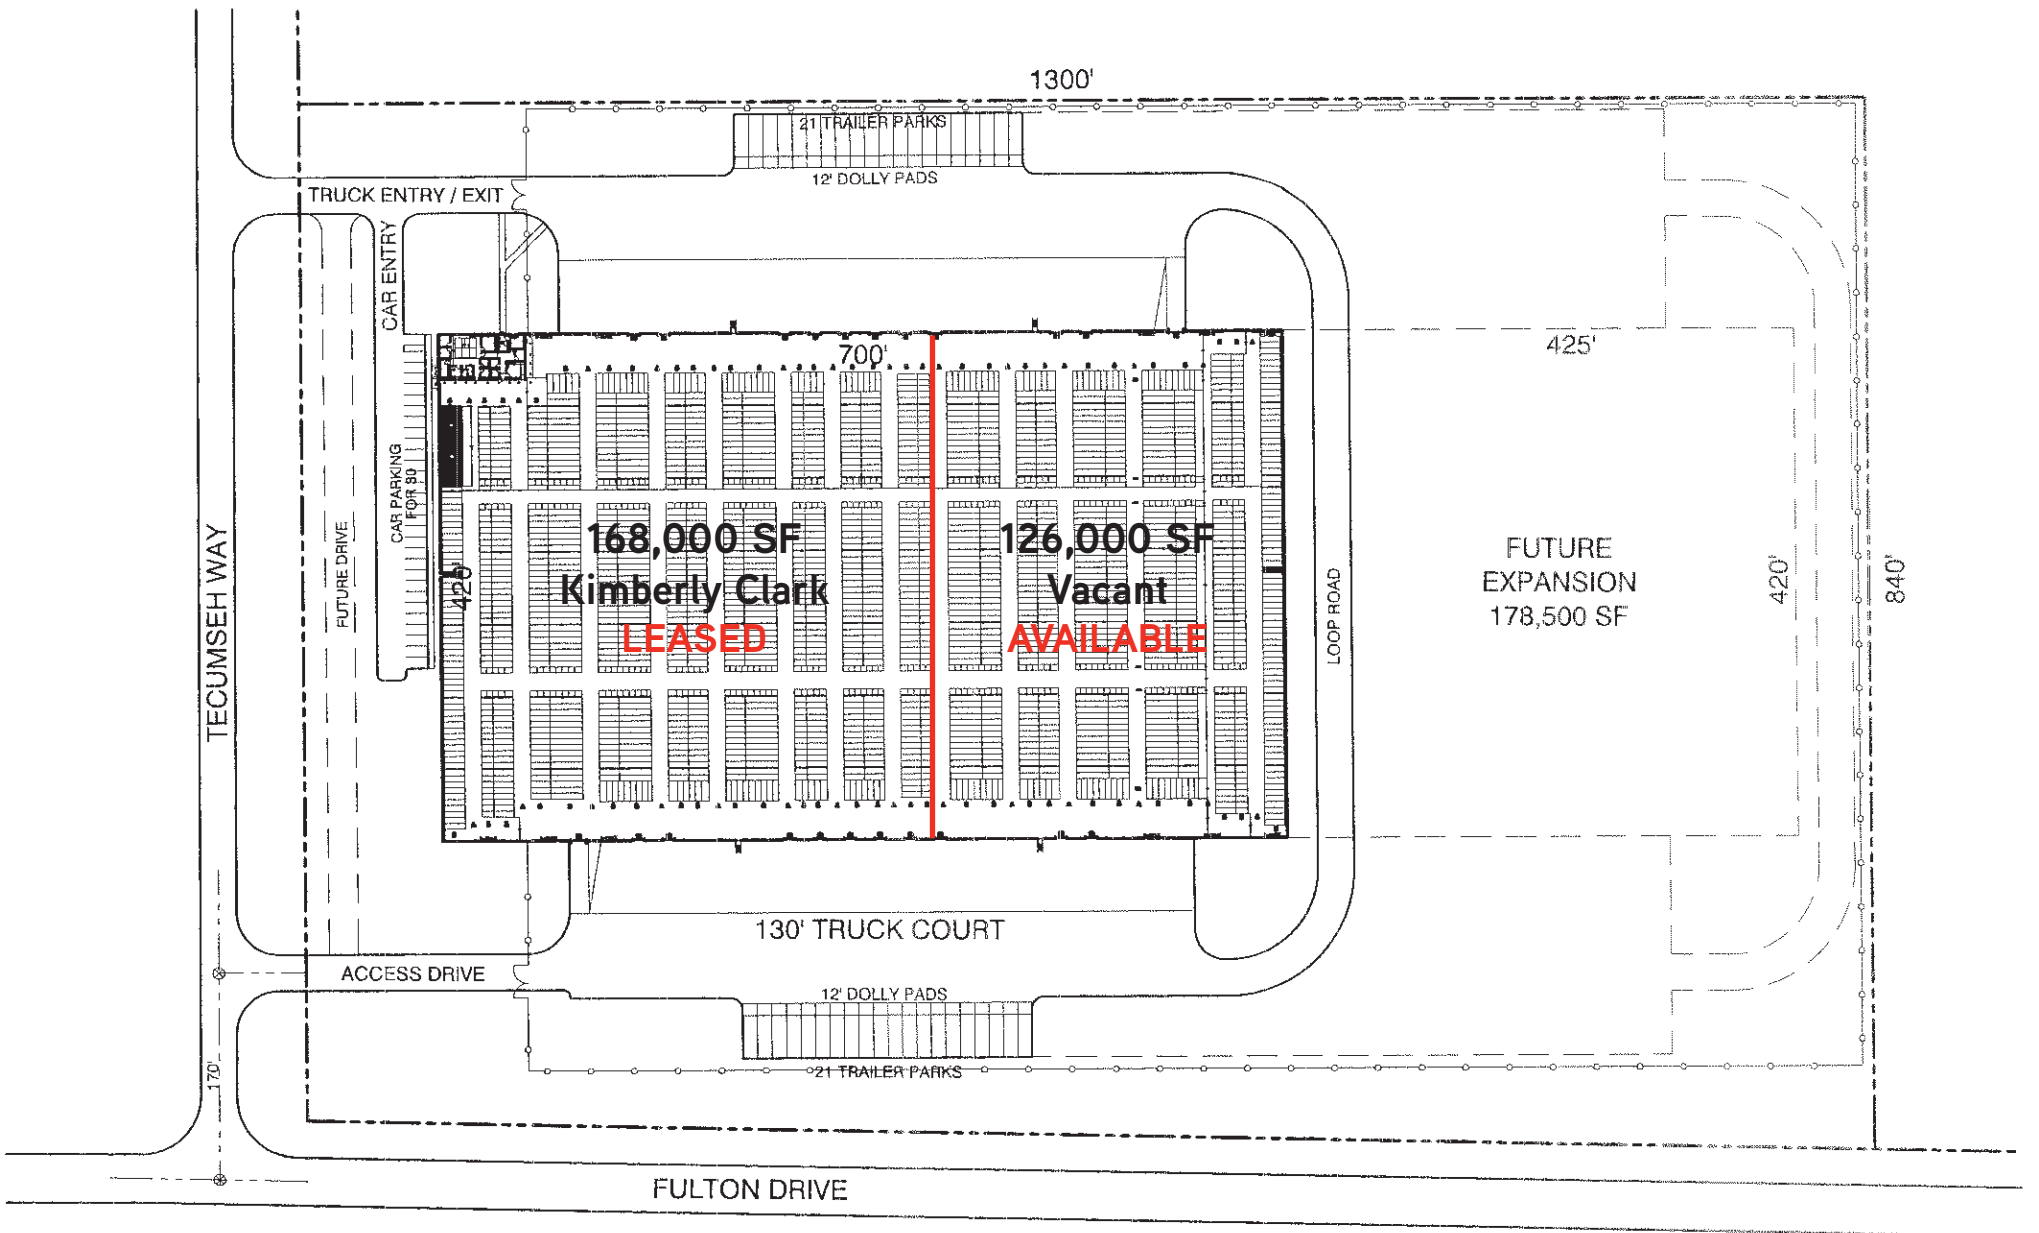 1300'
21 TRAILER PARKS
12' DOLLY PADS
TRUCK ENTRY / EXIT
CAR ENTRY
700'
425'
CAR PARKING
FOR 90
FUTURE DRIVE
TECUMSEH WAY
420'
168,000 SF
Kimberly Clark
LEASED
126,000 SF
Vacant
AVAILABLE
LOOP ROAD
FUTURE
EXPANSION
178,500 SF
420'
840'
130' TRUCK COURT
ACCESS DRIVE
12' DOLLY PADS
21 TRAILER PARKS
170'
FULTON DRIVE